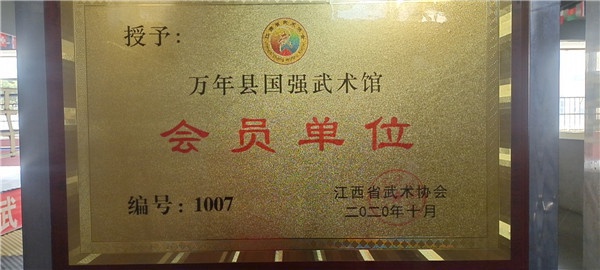 授予:
万年县国强武术馆
会员单位
编号: 1007
江西省武术协会
二〇二〇年十月
武